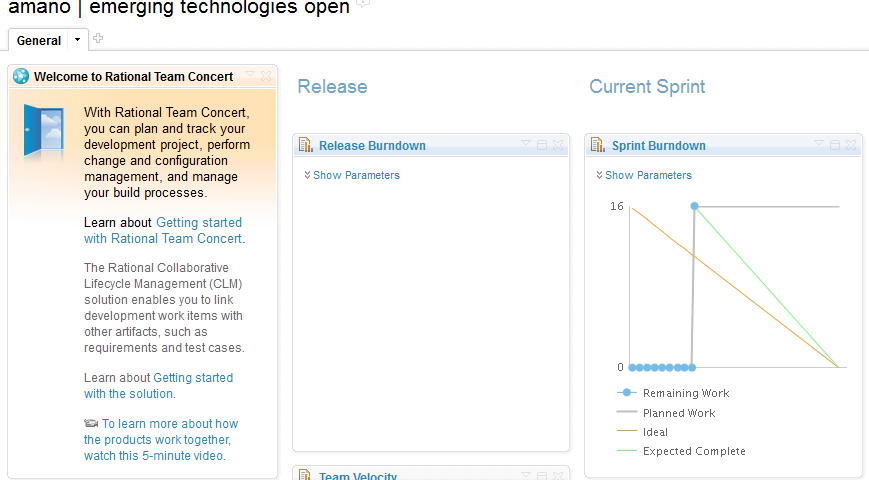 amano | emerging technologies open
General
Welcome to Rational Team Concert
With Rational Team Concert,
you can plan and track your
development project, perform
change and configuration
management, and manage
your build processes.
Learn about Getting started
with Rational Team Concert.
The Rational Collaborative
Lifecycle Management (CLM)
solution enables you to link
development work items with
other artifacts, such as
requirements and test cases.
Learn about Getting started
with the solution.
To learn more about how
the products work together,
watch this 5-minute video.
Release
Release Burndown
Show Parameters
Team Velocity
Current Sprint
Sprint Burndown
Show Parameters
16
0
Remaining Work
Planned Work
Ideal
Expected Complete